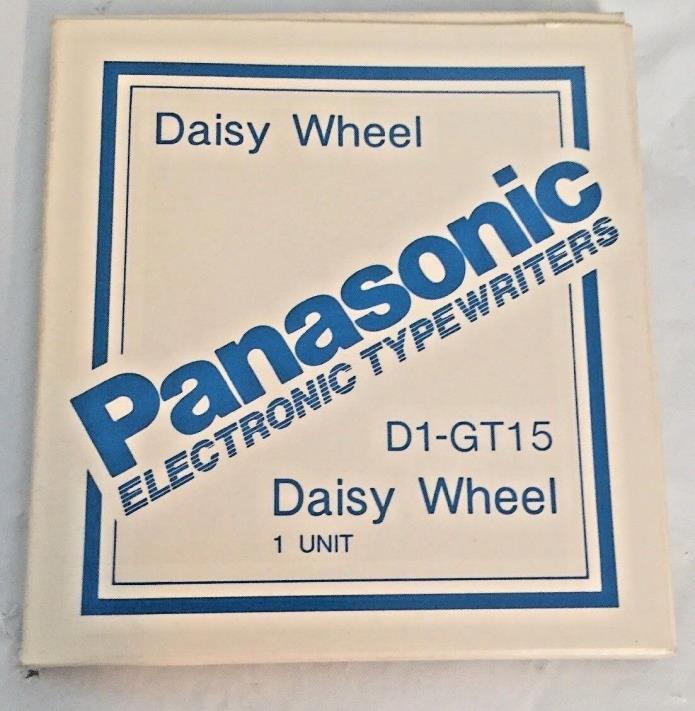 Daisy Wheel
Panasonic
ELECTRONIC TYPEWRITERS
D1-GT15
Daisy Wheel
1 UNIT